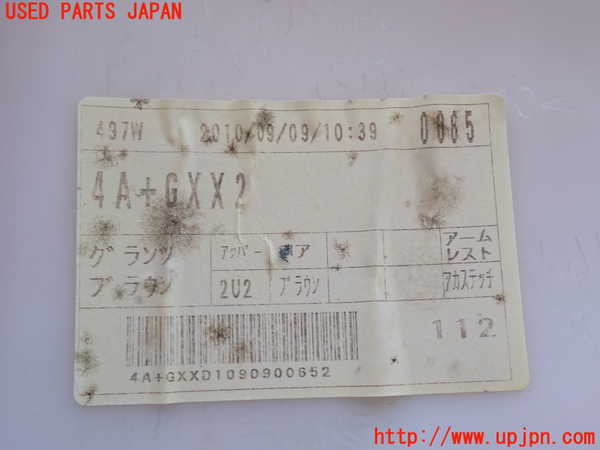 USED PARTS JAPAN
497W 2010/09/09/10:39 0065
4A+GXX2
グランツ アッパー アームレスト
ブラウン 2U2 ブラウン アカステッチ
112
4A+GXXD1090900652
http://www.upjpn.com/